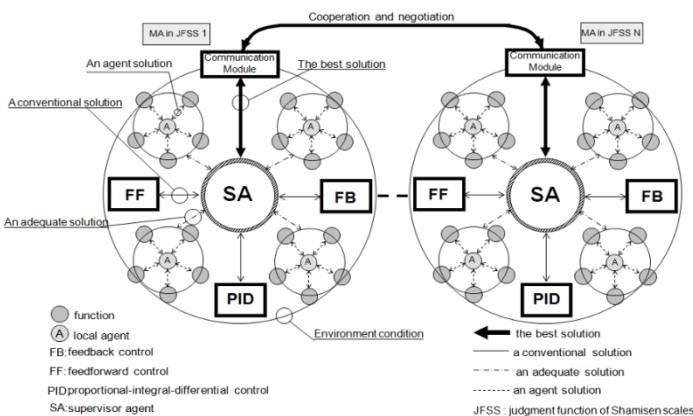 Cooperation and negotiation
MA in JFSS 1
MA in JFSS N
Communication
Module
Communication
Module
An agent solution
The best solution
A conventional solution
A
A
A
A
FF
SA
FB
FF
SA
FB
An adequate solution
A
A
A
A
PID
PID
function
Environment condition
the best solution
A local agent
a conventional solution
FB:feedback control
an adequate solution
FF:feedforward control
an agent solution
PID:proportional-integral-differential control
SA:supervisor agent
JFSS : judgment function of Shamisen scales